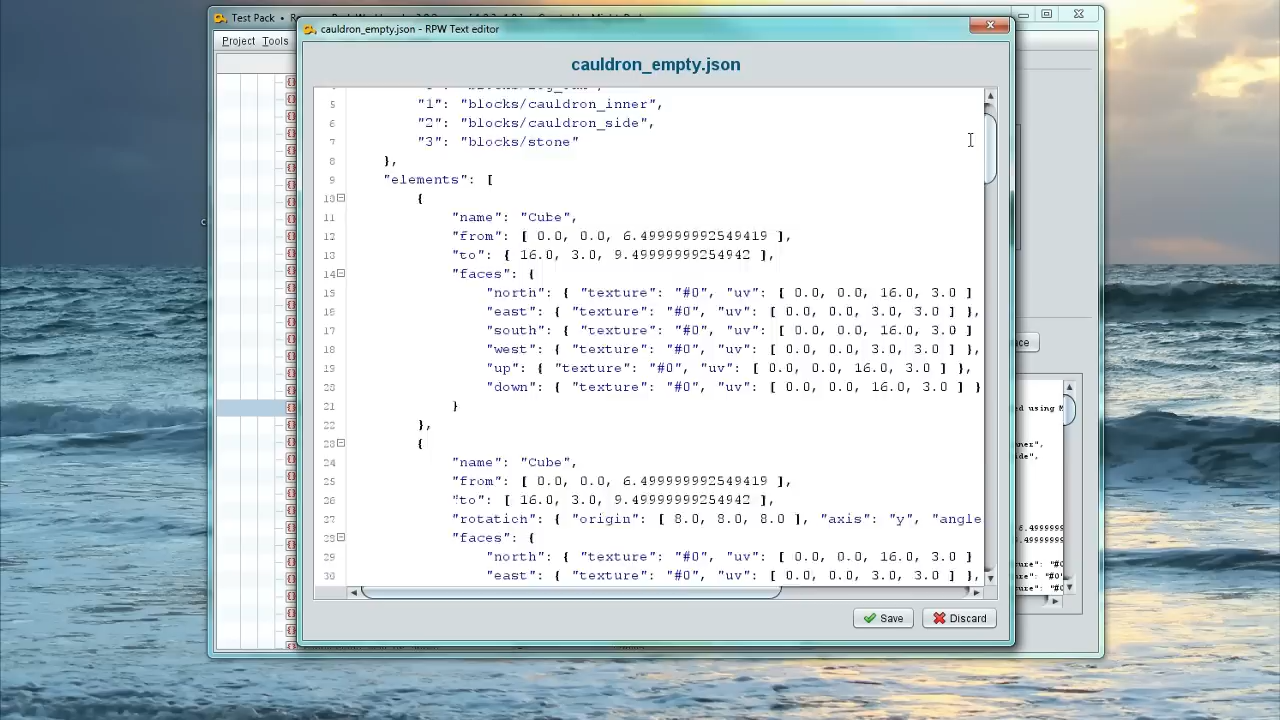 Test Pack •
cauldron_empty.json - RPW Text editor
Project Tools
cauldron_empty.json
5 "1": "blocks/cauldron_inner",
6 "2": "blocks/cauldron_side",
7 "3": "blocks/stone"
8 },
9 "elements": [
10 {
11 "name": "Cube",
12 "from": [ 0.0, 0.0, 6.499999992549419 ],
13 "to": [ 16.0, 3.0, 9.49999999254942 ],
14 "faces": {
15 "north": { "texture": "#0", "uv": [ 0.0, 0.0, 16.0, 3.0 ]
16 "east": { "texture": "#0", "uv": [ 0.0, 0.0, 3.0, 3.0 ] },
17 "south": { "texture": "#0", "uv": [ 0.0, 0.0, 16.0, 3.0 ]
18 "west": { "texture": "#0", "uv": [ 0.0, 0.0, 3.0, 3.0 ] },
19 "up": { "texture": "#0", "uv": [ 0.0, 0.0, 16.0, 3.0 ] },
20 "down": { "texture": "#0", "uv": [ 0.0, 0.0, 16.0, 3.0 ] }
21 }
22 },
23 {
24 "name": "Cube",
25 "from": [ 0.0, 0.0, 6.499999992549419 ],
26 "to": [ 16.0, 3.0, 9.49999999254942 ],
27 "rotation": { "origin": [ 8.0, 8.0, 8.0 ], "axis": "y", "angle
28 "faces": {
29 "north": { "texture": "#0", "uv": [ 0.0, 0.0, 16.0, 3.0 ]
30 "east": { "texture": "#0", "uv": [ 0.0, 0.0, 3.0, 3.0 ] },
Save Discard